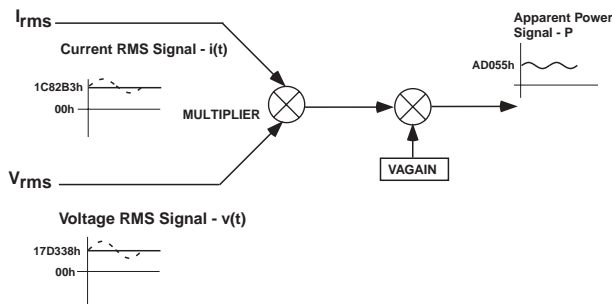 Irms
Current RMS Signal - i(t)
1C82B3h
00h
MULTIPLIER
Apparent Power
Signal - P
AD055h
VAGAIN
Vrms
Voltage RMS Signal - v(t)
17D338h
00h